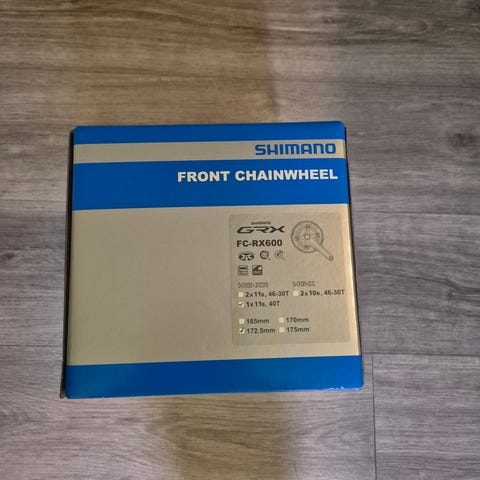 SHIMANO
FRONT CHAINWHEEL
SHIMANO
GRX
FC-RX600
2x11s, 46-30T
2x10s, 46-30T
1x11s, 40T
165mm
170mm
172.5mm
175mm